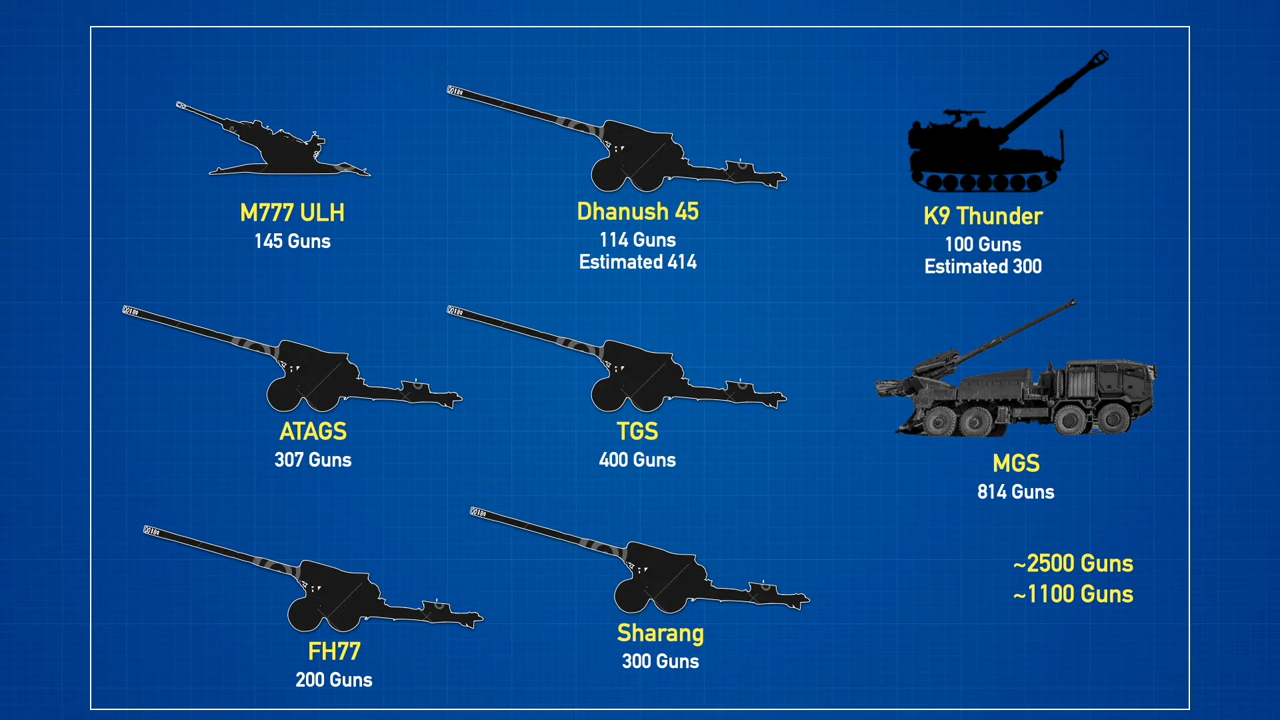 M777 ULH
145 Guns
Dhanush 45
114 Guns
Estimated 414
K9 Thunder
100 Guns
Estimated 300
ATAGS
307 Guns
TGS
400 Guns
MGS
814 Guns
FH77
200 Guns
Sharang
300 Guns
~2500 Guns
~1100 Guns